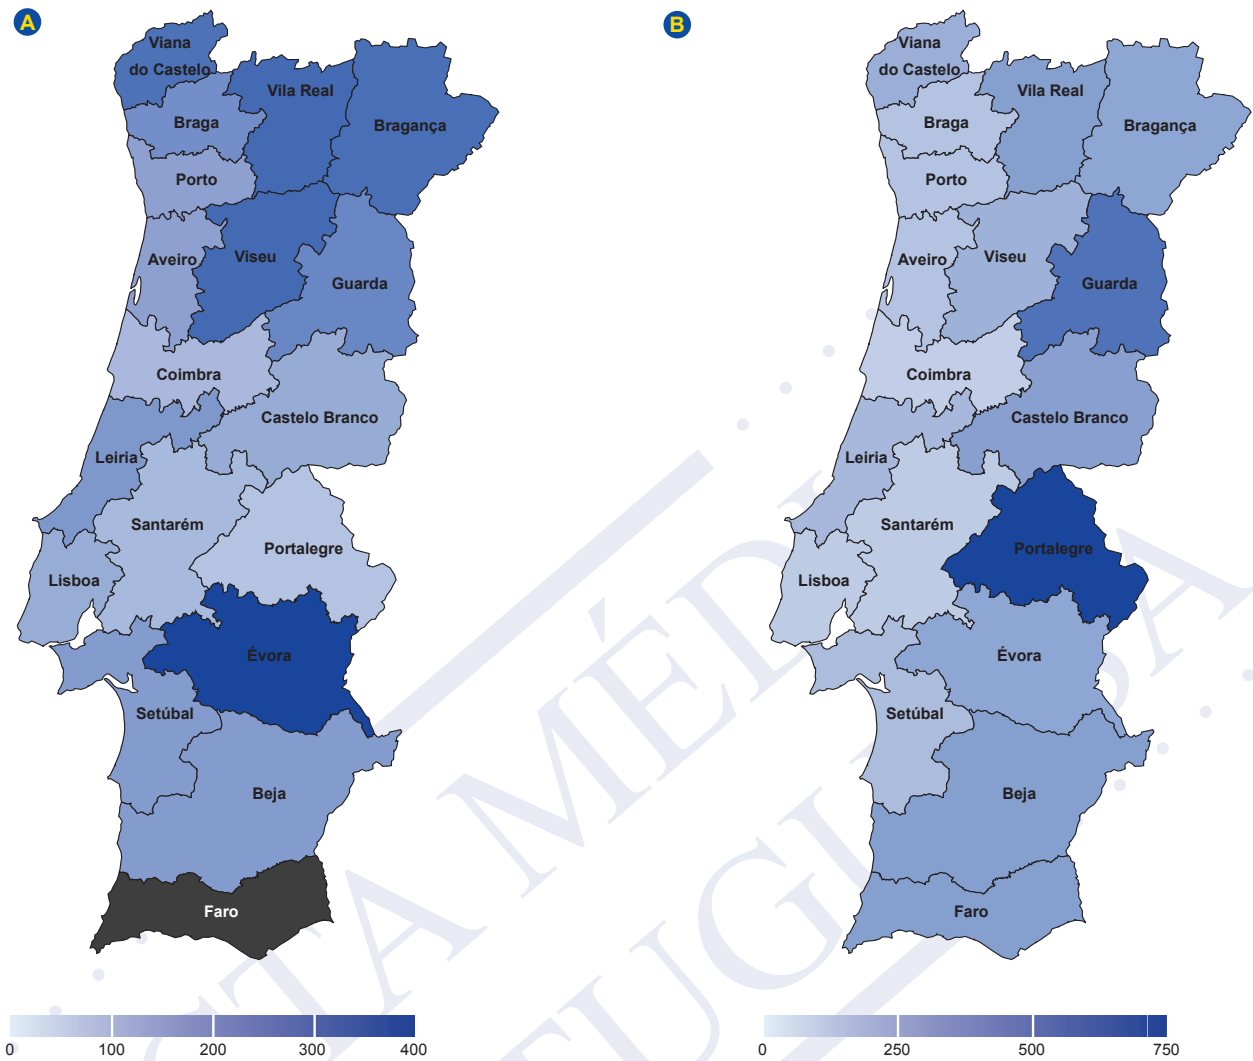 A
Viana
do Castelo
Vila Real
Bragança
Braga
Porto
Aveiro
Viseu
Guarda
Coimbra
Castelo Branco
Leiria
Santarém
Portalegre
Lisboa
Évora
Setúbal
Beja
Faro
0 100 200 300 400
B
Viana
do Castelo
Vila Real
Bragança
Braga
Porto
Aveiro
Viseu
Guarda
Coimbra
Castelo Branco
Leiria
Santarém
Portalegre
Lisboa
Évora
Setúbal
Beja
Faro
0 250 500 750